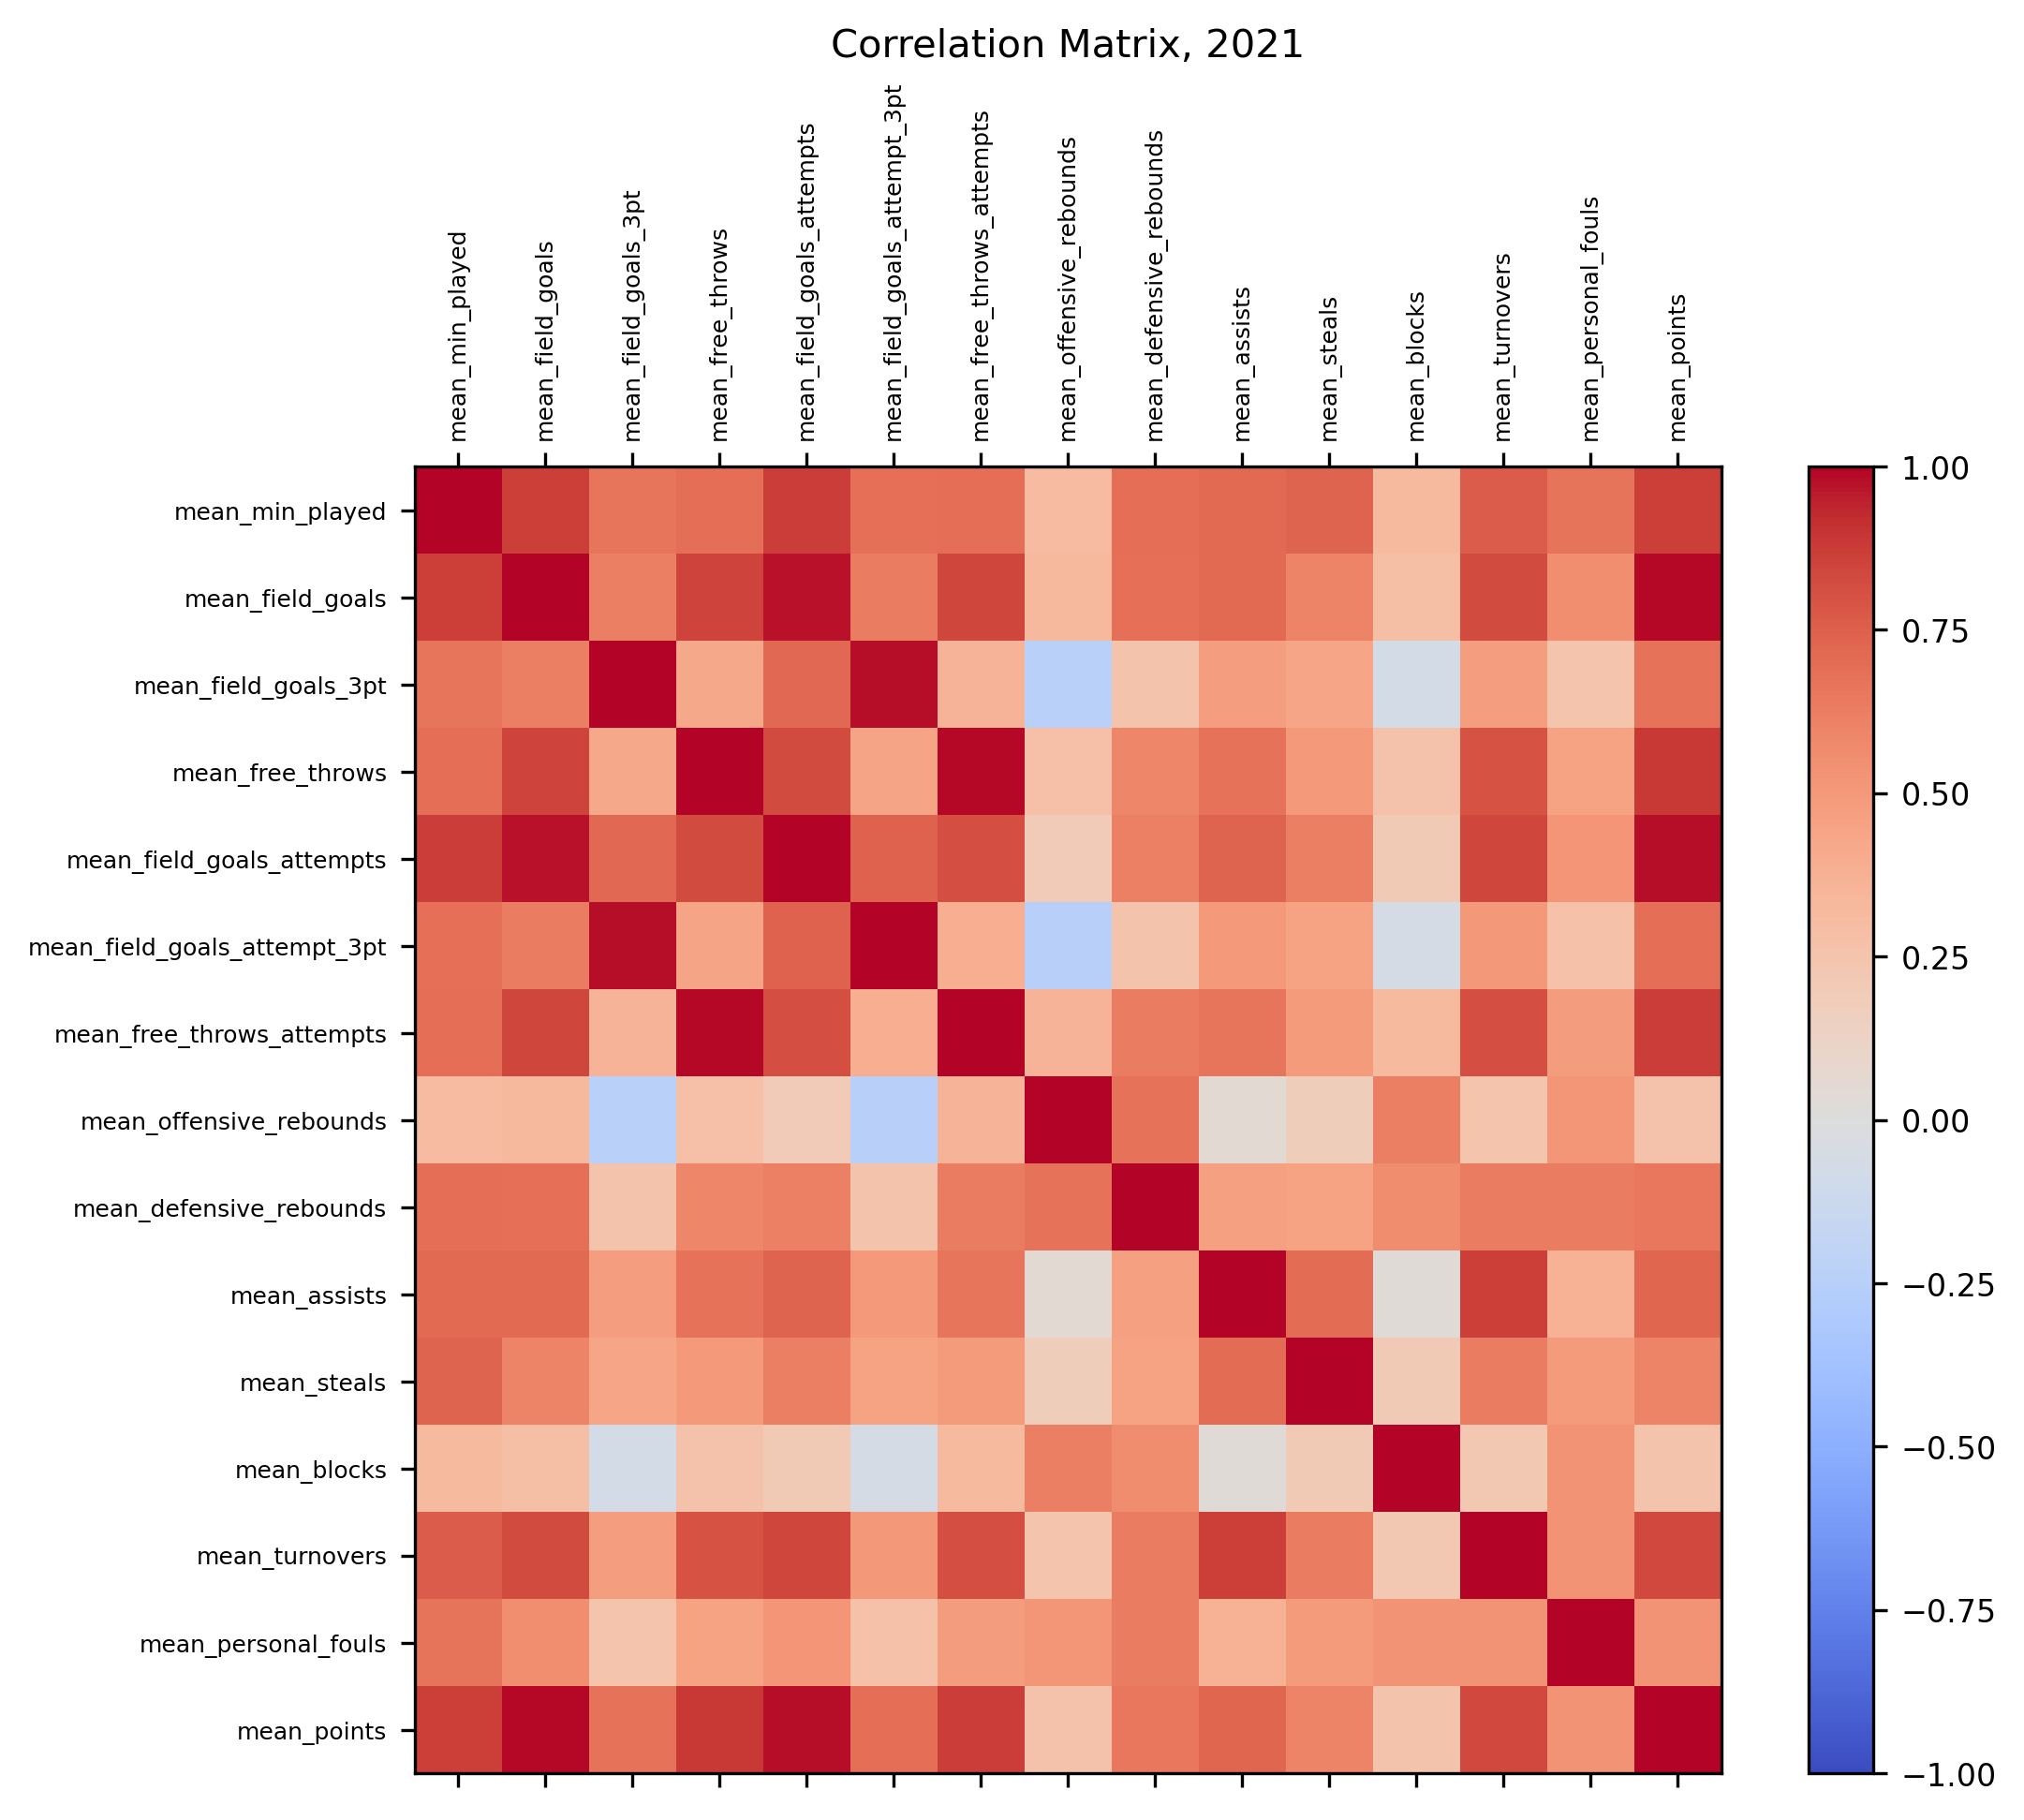 Correlation Matrix, 2021
mean_min_played
mean_field_goals
mean_field_goals_3pt
mean_free_throws
mean_field_goals_attempts
mean_field_goals_attempt_3pt
mean_free_throws_attempts
mean_offensive_rebounds
mean_defensive_rebounds
mean_assists
mean_steals
mean_blocks
mean_turnovers
mean_personal_fouls
mean_points
mean_min_played
mean_field_goals
mean_field_goals_3pt
mean_free_throws
mean_field_goals_attempts
mean_field_goals_attempt_3pt
mean_free_throws_attempts
mean_offensive_rebounds
mean_defensive_rebounds
mean_assists
mean_steals
mean_blocks
mean_turnovers
mean_personal_fouls
mean_points
1.00
0.75
0.50
0.25
0.00
−0.25
−0.50
−0.75
−1.00